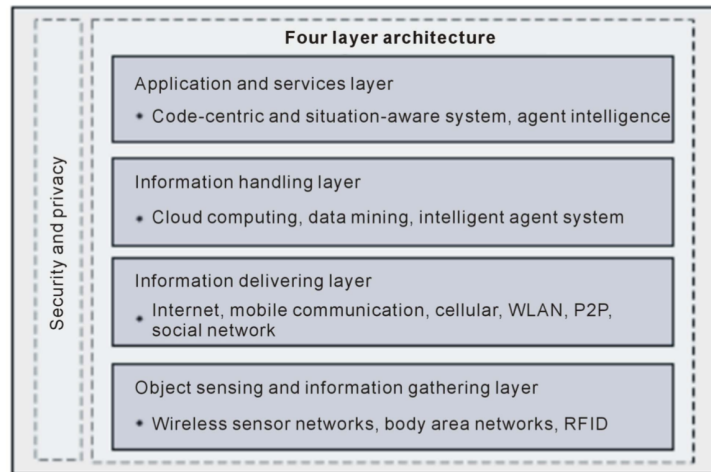 Security and privacy
Four layer architecture
Application and services layer
• Code-centric and situation-aware system, agent intelligence
Information handling layer
• Cloud computing, data mining, intelligent agent system
Information delivering layer
• Internet, mobile communication, cellular, WLAN, P2P,
social network
Object sensing and information gathering layer
• Wireless sensor networks, body area networks, RFID